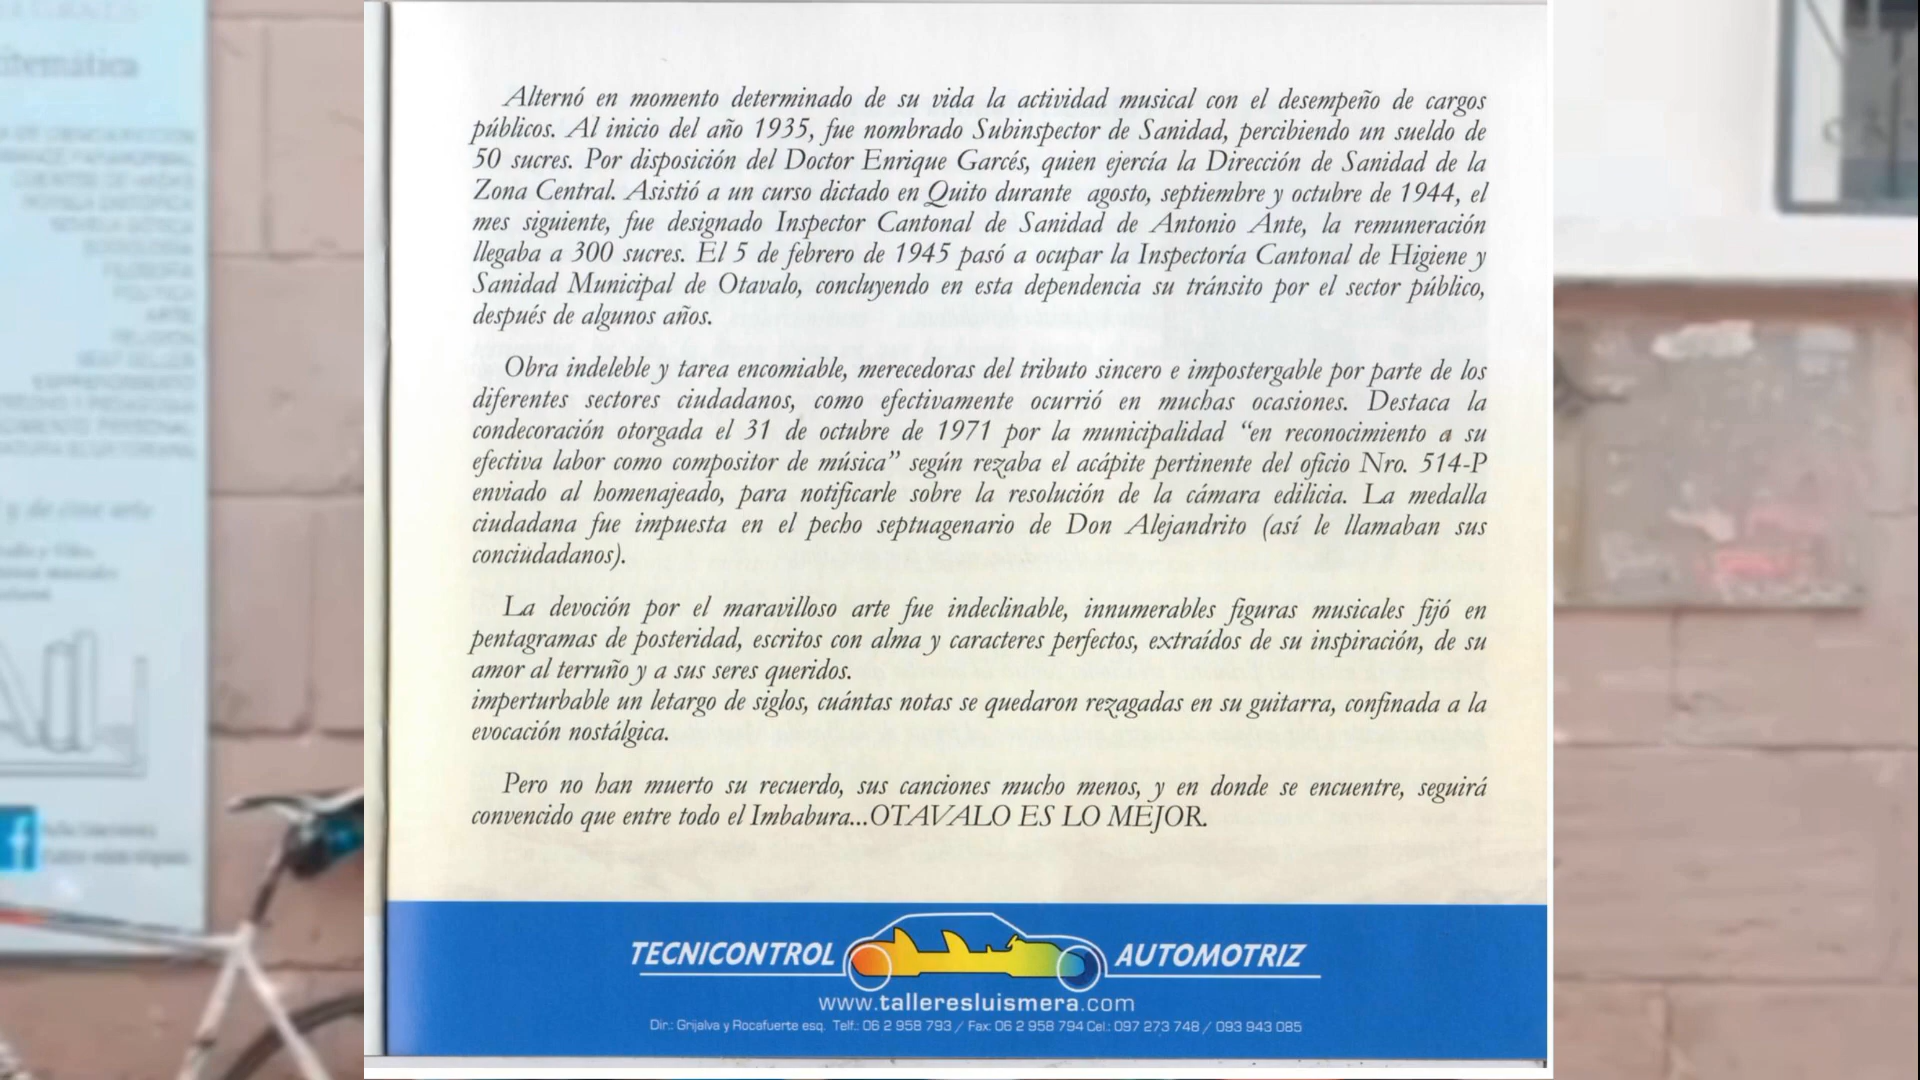 itemática
Alternó en momento determinado de su vida la actividad musical con el desempeño de cargos
públicos. Al inicio del año 1935, fue nombrado Subinspector de Sanidad, percibiendo un sueldo de
50 sucres. Por disposición del Doctor Enrique Garcés, quien ejercía la Dirección de Sanidad de la
Zona Central. Asistió a un curso dictado en Quito durante agosto, septiembre y octubre de 1944, el
mes siguiente, fue designado Inspector Cantonal de Sanidad de Antonio Ante, la remuneración
llegaba a 300 sucres. El 5 de febrero de 1945 pasó a ocupar la Inspectoría Cantonal de Higiene y
Sanidad Municipal de Otavalo, concluyendo en esta dependencia su tránsito por el sector público,
después de algunos años.
Obra indeleble y tarea encomiable, merecedoras del tributo sincero e impostergable por parte de los
diferentes sectores ciudadanos, como efectivamente ocurrió en muchas ocasiones. Destaca la
condecoración otorgada el 31 de octubre de 1971 por la municipalidad “en reconocimiento a su
efectiva labor como compositor de música” según rezaba el acápite pertinente del oficio Nro. 514-P
enviado al homenajeado, para notificarle sobre la resolución de la cámara edilicia. La medalla
ciudadana fue impuesta en el pecho septuagenario de Don Alejandrito (así le llamaban sus
conciudadanos).
La devoción por el maravilloso arte fue indeclinable, innumerables figuras musicales fijó en
pentagramas de posteridad, escritos con alma y caracteres perfectos, extraídos de su inspiración, de su
amor al terruño y a sus seres queridos.
imperturbable un letargo de siglos, cuántas notas se quedaron rezagadas en su guitarra, confinada a la
evocación nostálgica.
Pero no han muerto su recuerdo, sus canciones mucho menos, y en donde se encuentre, seguirá
convencido que entre todo el Imbabura...OTAVALO ES LO MEJOR.
TECNICONTROL AUTOMOTRIZ
www.talleresluismera.com
Dir.: Grijalva y Rocafuerte esq. Telf.: 06 2 958 793 / Fax: 06 2 958 794 Cel.: 097 273 748 / 093 943 085